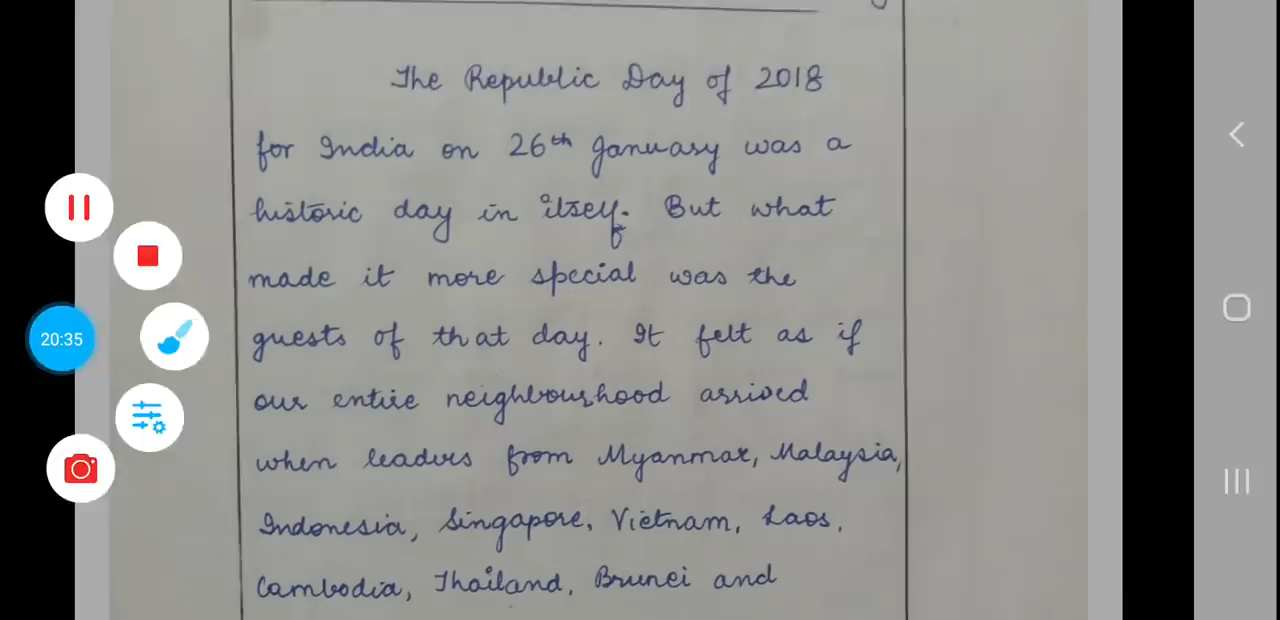 The Republic Day of 2018
for India on 26th January was a
historic day in itself. But what
made it more special was the
guests of that day. It felt as if
our entire neighbourhood arrived
when leaders from Myanmar, Malaysia,
Indonesia, Singapore, Vietnam, Laos,
Cambodia, Thailand, Brunei and
20:35